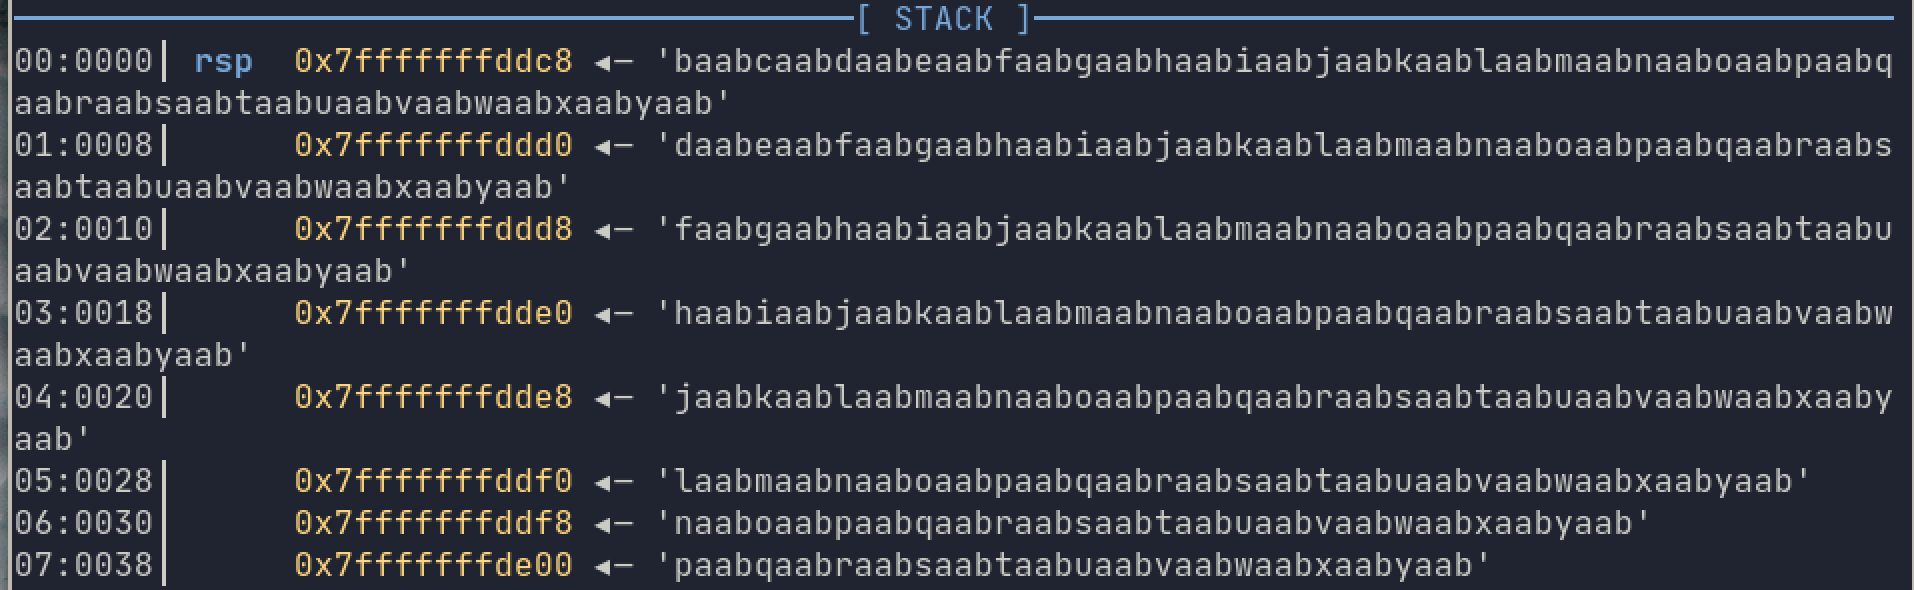 [ STACK ]
00:0000│ rsp 0x7fffffffddc8 ◂— 'baabcaabdaabeaabfaabgaabhaabiaabjaabkaablaabmaabnaaboaabpaabq
aabraabsaabtaabuaabvaabwaabxaabyaab'
01:0008│ 0x7fffffffddd0 ◂— 'daabeaabfaabgaabhaabiaabjaabkaablaabmaabnaaboaabpaabqaabraabs
aabtaabuaabvaabwaabxaabyaab'
02:0010│ 0x7fffffffddd8 ◂— 'faabgaabhaabiaabjaabkaablaabmaabnaaboaabpaabqaabraabsaabtaabu
aabvaabwaabxaabyaab'
03:0018│ 0x7fffffffdde0 ◂— 'haabiaabjaabkaablaabmaabnaaboaabpaabqaabraabsaabtaabuaabvaabw
aabxaabyaab'
04:0020│ 0x7fffffffdde8 ◂— 'jaabkaablaabmaabnaaboaabpaabqaabraabsaabtaabuaabvaabwaabxaaby
aab'
05:0028│ 0x7fffffffddf0 ◂— 'laabmaabnaaboaabpaabqaabraabsaabtaabuaabvaabwaabxaabyaab'
06:0030│ 0x7fffffffddf8 ◂— 'naaboaabpaabqaabraabsaabtaabuaabvaabwaabxaabyaab'
07:0038│ 0x7fffffffde00 ◂— 'paabqaabraabsaabtaabuaabvaabwaabxaabyaab'